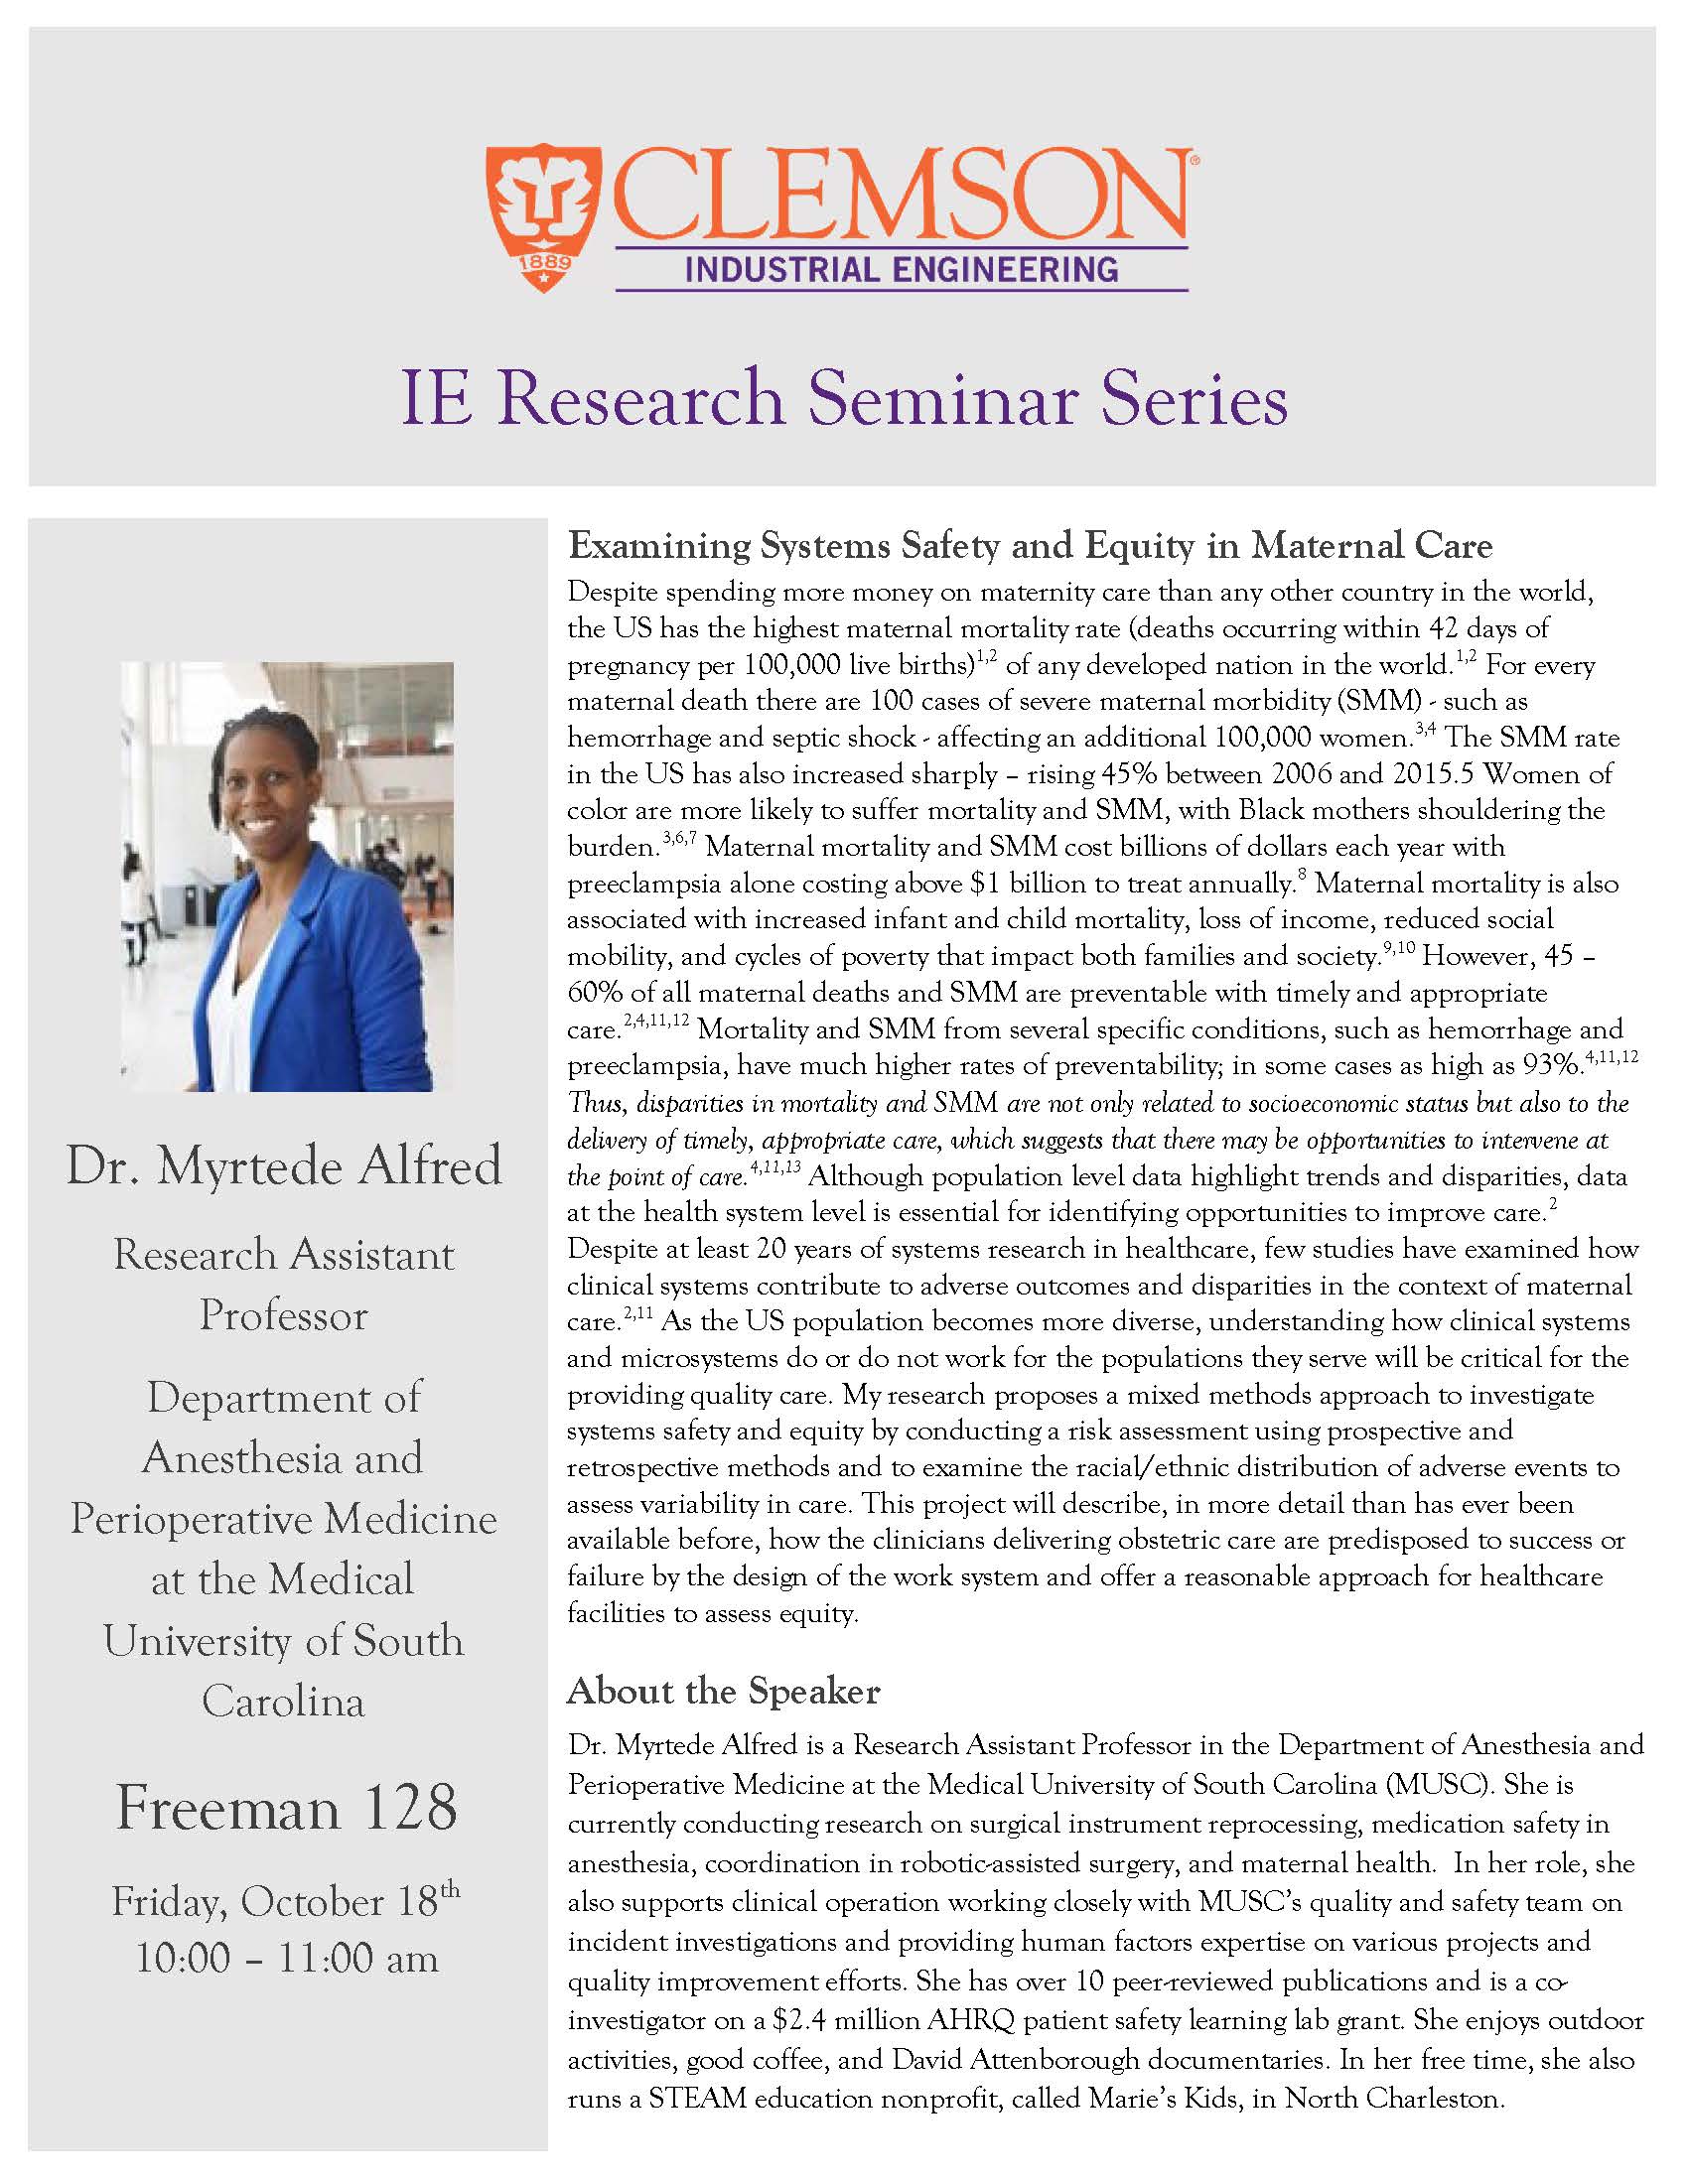 CLEMSON®
1889
INDUSTRIAL ENGINEERING
IE Research Seminar Series
Dr. Myrtede Alfred
Research Assistant
Professor
Department of
Anesthesia and
Perioperative Medicine
at the Medical
University of South
Carolina
Freeman 128
Friday, October 18th
10:00 – 11:00 am
Examining Systems Safety and Equity in Maternal Care
Despite spending more money on maternity care than any other country in the world,
the US has the highest maternal mortality rate (deaths occurring within 42 days of
pregnancy per 100,000 live births)1,2 of any developed nation in the world.1,2 For every
maternal death there are 100 cases of severe maternal morbidity (SMM) - such as
hemorrhage and septic shock - affecting an additional 100,000 women.3,4 The SMM rate
in the US has also increased sharply – rising 45% between 2006 and 2015.5 Women of
color are more likely to suffer mortality and SMM, with Black mothers shouldering the
burden.3,6,7 Maternal mortality and SMM cost billions of dollars each year with
preeclampsia alone costing above $1 billion to treat annually.8 Maternal mortality is also
associated with increased infant and child mortality, loss of income, reduced social
mobility, and cycles of poverty that impact both families and society.9,10 However, 45 –
60% of all maternal deaths and SMM are preventable with timely and appropriate
care.2,4,11,12 Mortality and SMM from several specific conditions, such as hemorrhage and
preeclampsia, have much higher rates of preventability; in some cases as high as 93%.4,11,12
Thus, disparities in mortality and SMM are not only related to socioeconomic status but also to the
delivery of timely, appropriate care, which suggests that there may be opportunities to intervene at
the point of care.4,11,13 Although population level data highlight trends and disparities, data
at the health system level is essential for identifying opportunities to improve care.2
Despite at least 20 years of systems research in healthcare, few studies have examined how
clinical systems contribute to adverse outcomes and disparities in the context of maternal
care.2,11 As the US population becomes more diverse, understanding how clinical systems
and microsystems do or do not work for the populations they serve will be critical for the
providing quality care. My research proposes a mixed methods approach to investigate
systems safety and equity by conducting a risk assessment using prospective and
retrospective methods and to examine the racial/ethnic distribution of adverse events to
assess variability in care. This project will describe, in more detail than has ever been
available before, how the clinicians delivering obstetric care are predisposed to success or
failure by the design of the work system and offer a reasonable approach for healthcare
facilities to assess equity.
About the Speaker
Dr. Myrtede Alfred is a Research Assistant Professor in the Department of Anesthesia and
Perioperative Medicine at the Medical University of South Carolina (MUSC). She is
currently conducting research on surgical instrument reprocessing, medication safety in
anesthesia, coordination in robotic-assisted surgery, and maternal health. In her role, she
also supports clinical operation working closely with MUSC's quality and safety team on
incident investigations and providing human factors expertise on various projects and
quality improvement efforts. She has over 10 peer-reviewed publications and is a co-
investigator on a $2.4 million AHRQ patient safety learning lab grant. She enjoys outdoor
activities, good coffee, and David Attenborough documentaries. In her free time, she also
runs a STEAM education nonprofit, called Marie's Kids, in North Charleston.